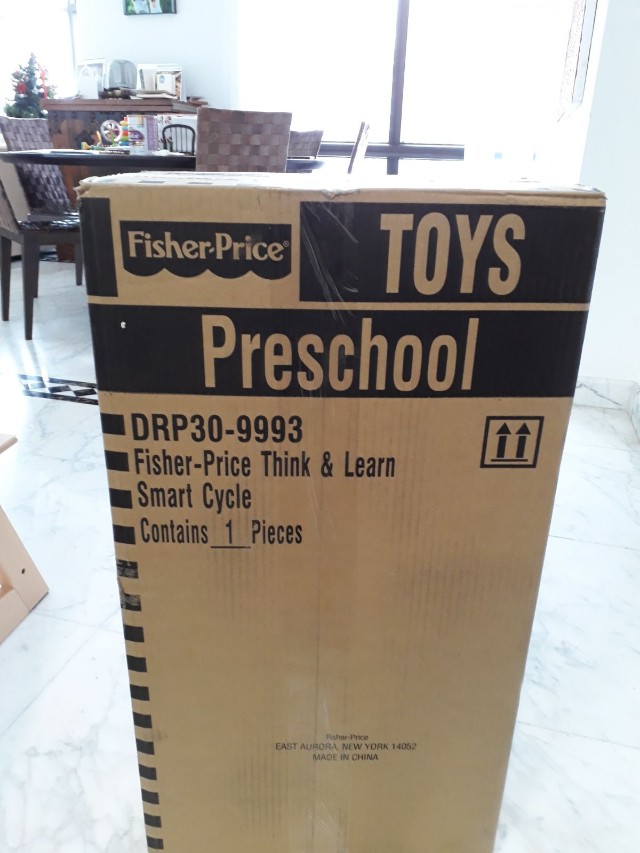 Fisher-Price®
TOYS
Preschool
DRP30-9993
Fisher-Price Think & Learn
Smart Cycle
Contains 1 Pieces
Fisher-Price
EAST AURORA, NEW YORK 14052
MADE IN CHINA